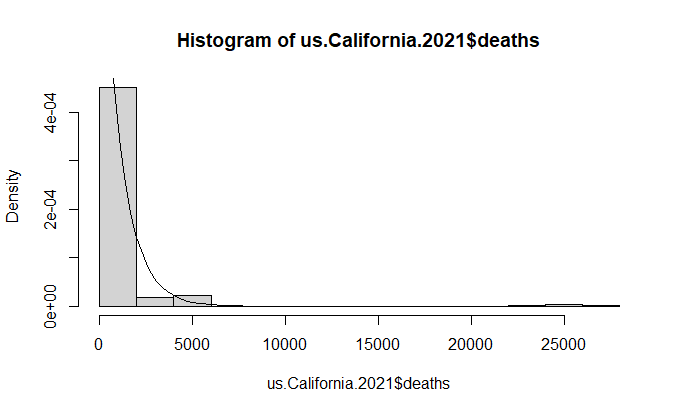 Histogram of us.California.2021$deaths
Density
4e-04
2e-04
0e+00
0 5000 10000 15000 20000 25000
us.California.2021$deaths